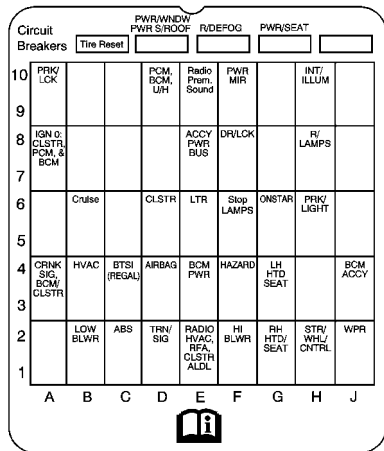 PWR/WNDW
Circuit PWR S/ROOF R/DEFOG PWR/SEAT
Breakers Tire Reset
10 PRK/ PCM, Radio PWR INT/
LCK BCM, Prem. MIR ILLUM
U/H Sound
9
8 IGN 0: ACCY DR/LCK R/
CLSTR, PWR LAMPS
PCM, & BUS
BCM
7
6 Cruise CLSTR LTR Stop ONSTAR PRK/
LAMPS LIGHT
5
4 CRNK HVAC BTSI AIRBAG BCM HAZARD LH BCM
SIG, (REGAL) PWR HTD ACCY
BCM/ SEAT
CLSTR
3
2 LOW ABS TRN/ RADIO HI RH STR/ WPR
BLWR SIG HVAC, BLWR HTD/ WHL/
RFA, SEAT CNTRL
CLSTR
ALDL
1
A B C D E F G H J
i